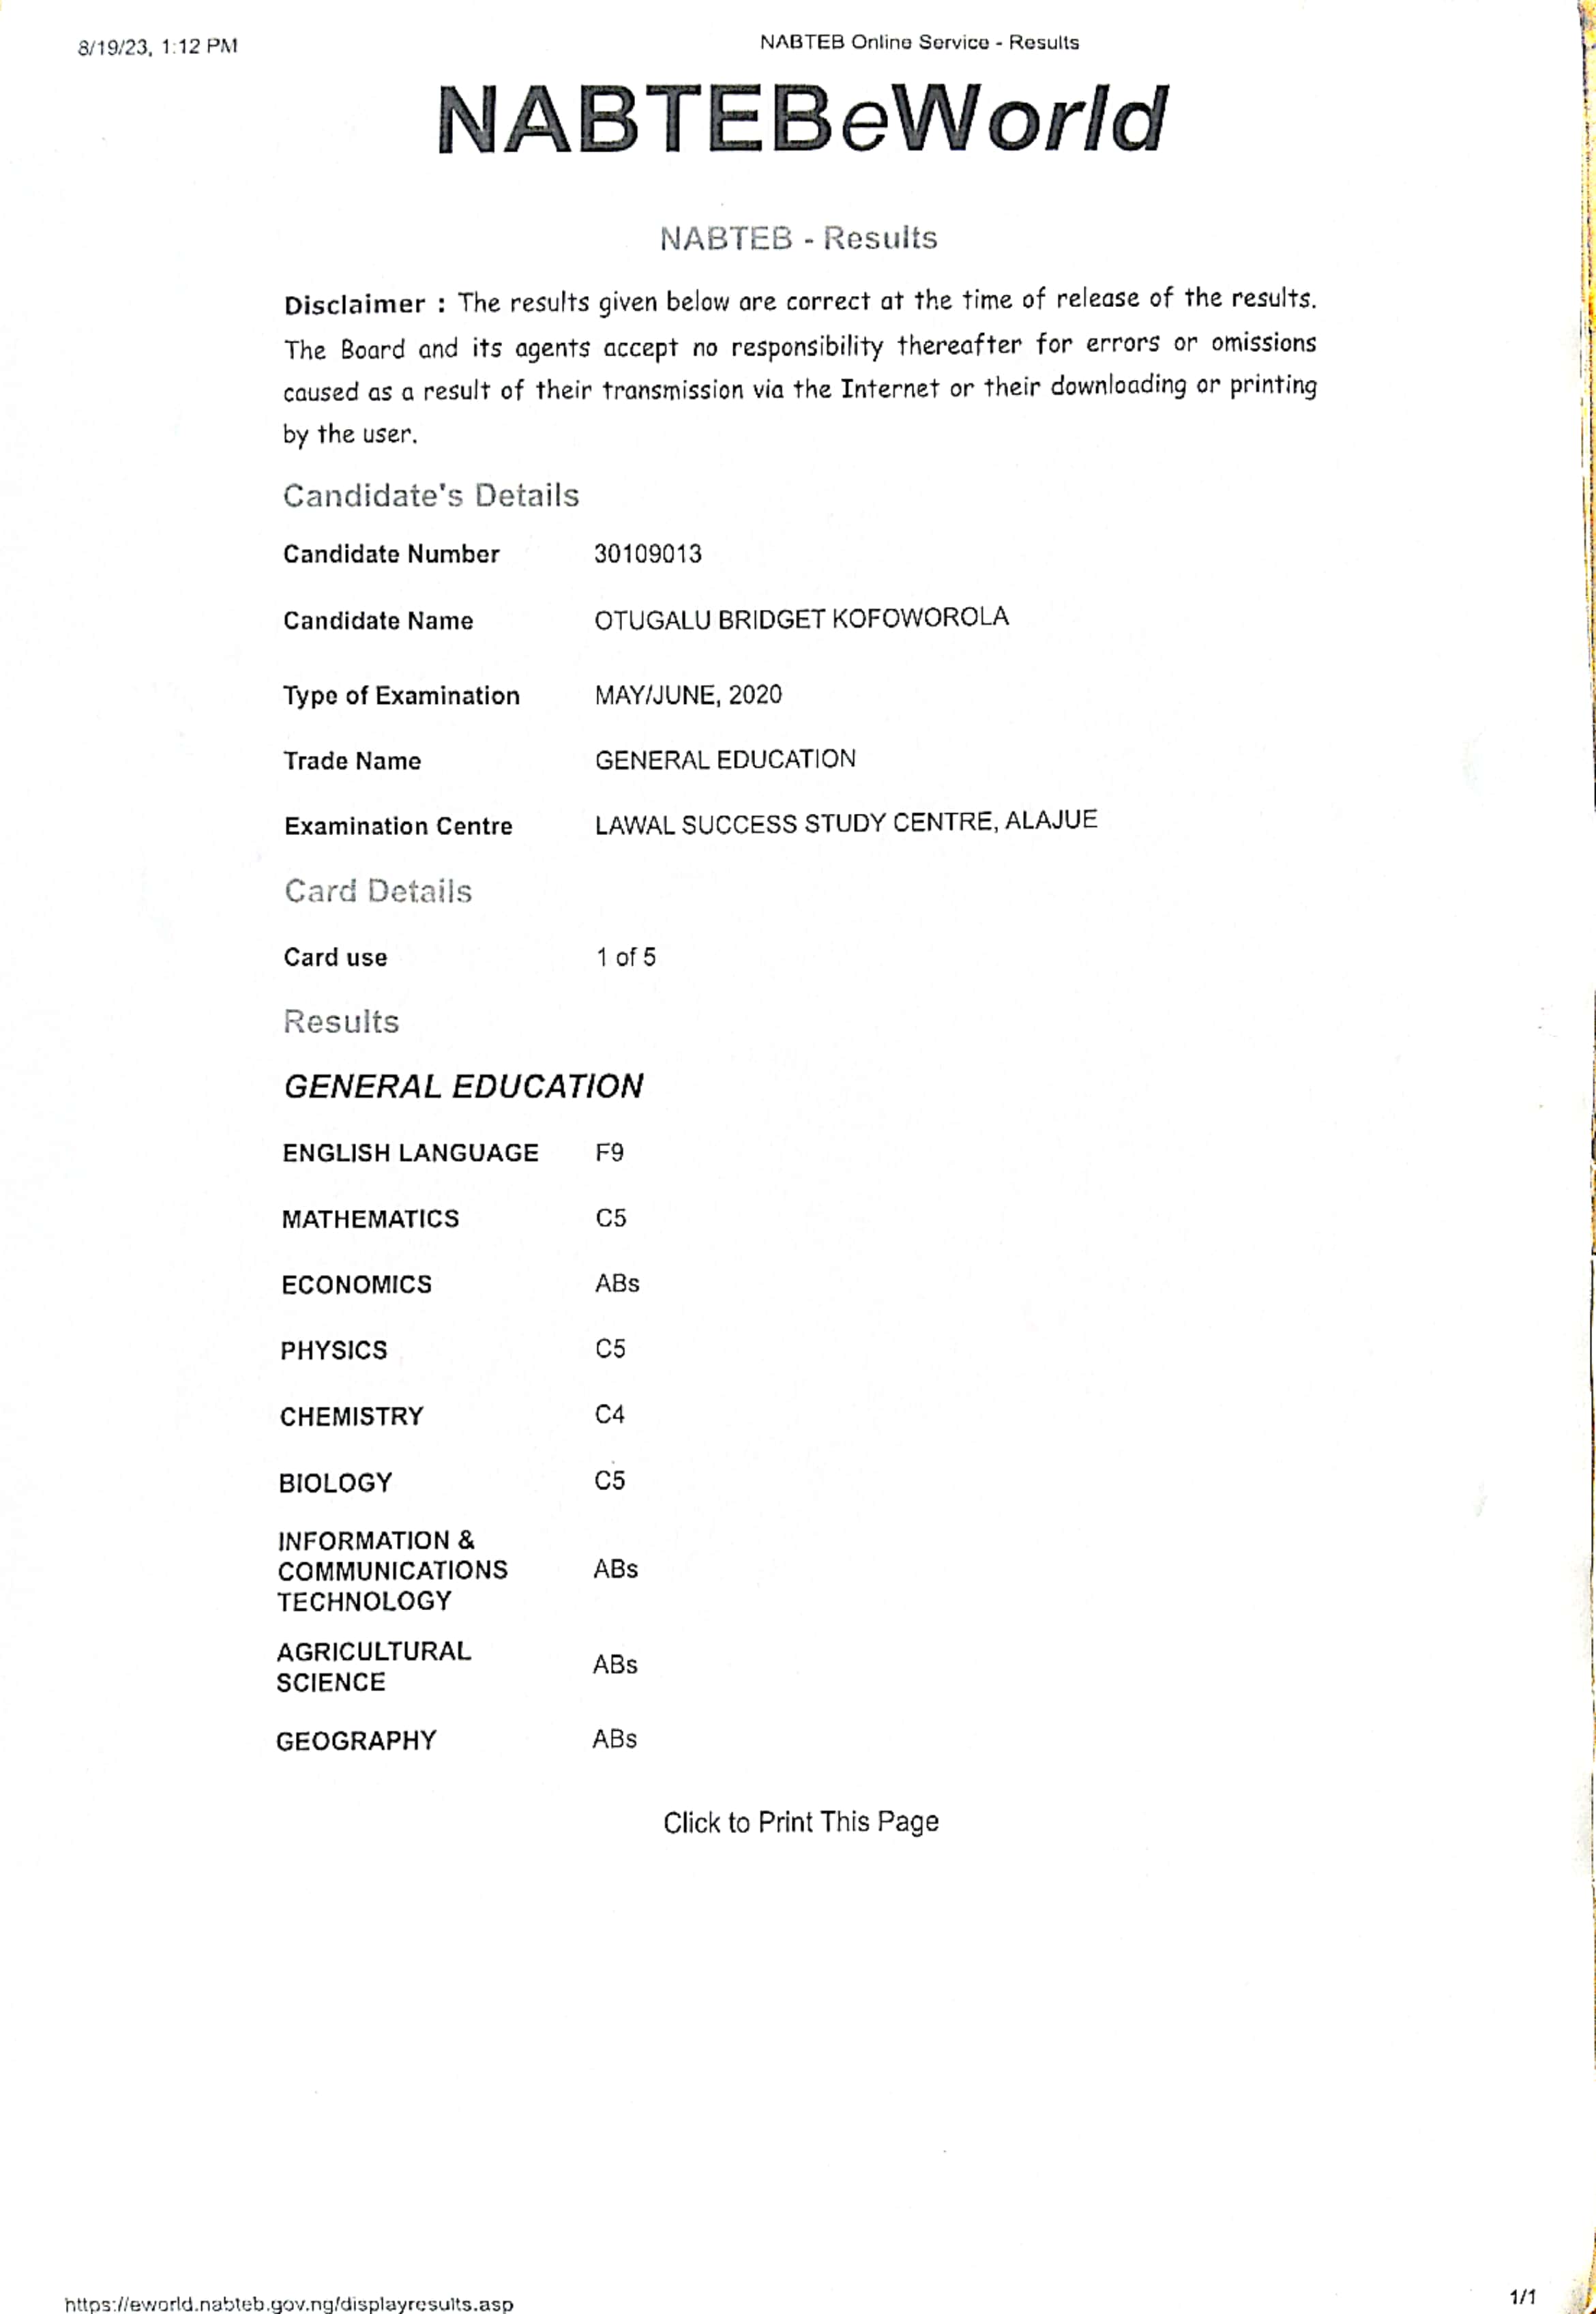 8/19/23, 1:12 PM
NABTEB Online Service - Results
NABTEBeWorld
NABTEB - Results
Disclaimer : The results given below are correct at the time of release of the results.
The Board and its agents accept no responsibility thereafter for errors or omissions
caused as a result of their transmission via the Internet or their downloading or printing
by the user.
Candidate's Details
Candidate Number 30109013
Candidate Name OTUGALU BRIDGET KOFOWOROLA
Type of Examination MAY/JUNE, 2020
Trade Name GENERAL EDUCATION
Examination Centre LAWAL SUCCESS STUDY CENTRE, ALAJUE
Card Details
Card use 1 of 5
Results
GENERAL EDUCATION
ENGLISH LANGUAGE F9
MATHEMATICS C5
ECONOMICS ABs
PHYSICS C5
CHEMISTRY C4
BIOLOGY C5
INFORMATION &
COMMUNICATIONS ABs
TECHNOLOGY
AGRICULTURAL
SCIENCE ABs
GEOGRAPHY ABs
Click to Print This Page
https://eworld.nabteb.gov.ng/displayresults.asp
1/1